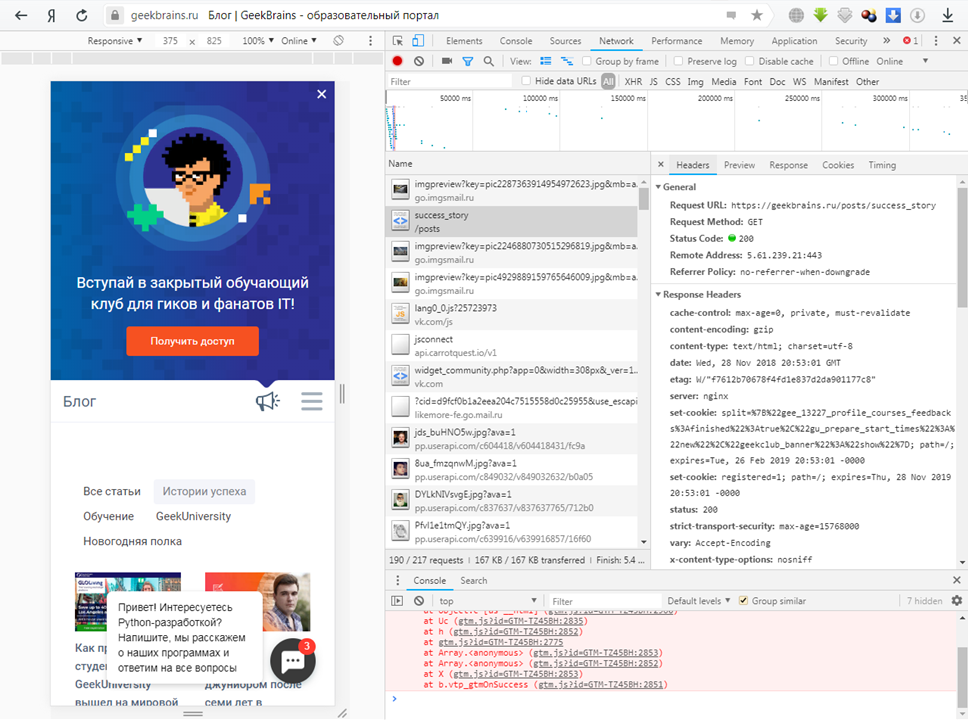 geekbrains.ru Блог | GeekBrains - образовательный портал
Responsive ▼ 375 x 825 100% ▼ Online ▼
Elements Console Sources Network Performance Memory Application Security » 1
View: Group by frame Preserve log Disable cache Offline Online ▼
Filter Hide data URLs All XHR JS CSS Img Media Font Doc WS Manifest Other
50000 ms 100000 ms 150000 ms 200000 ms 250000 ms 300000 ms
Вступай в закрытый обучающий
клуб для гиков и фанатов IT!
Получить доступ
Блог
Все статьи Истории успеха
Обучение GeekUniversity
Новогодняя полка
Привет! Интересуетесь
Python-разработкой?
Напишите, мы расскажем
о наших программах и
ответим на все вопросы
3
GeekUniversity джуниором после
вышел на мировой семи лет в
Name
imgpreview?key=pic2287363914954972623.jpg&mb=a...
go.imgsmail.ru
success_story
/posts
imgpreview?key=pic2246880730515296819.jpg&mb=a...
go.imgsmail.ru
imgpreview?key=pic4929889159765646009.jpg&mb=a...
go.imgsmail.ru
lang0_0.js?25723973
vk.com/js
jsconnect
api.carrotquest.io/v1
widget_community.php?app=0&width=308px&_ver=1...
vk.com
?cid=d9fcf0b1a2eea204c7515558d0c25955&use_escapi
likemore-fe.go.mail.ru
jds_buHNO5w.jpg?ava=1
pp.userapi.com/c604418/v604418431/fc9a
8ua_fmzqnwM.jpg?ava=1
pp.userapi.com/c849032/v849032632/b0a05
DYLkNIVsvgE.jpg?ava=1
pp.userapi.com/c837637/v837637765/712b0
PfvI1e1tmQY.jpg?ava=1
pp.userapi.com/c639916/v639916857/16f60
190 / 217 requests | 167 KB / 167 KB transferred | Finish: 5.4 ...
Headers Preview Response Cookies Timing
General
Request URL: https://geekbrains.ru/posts/success_story
Request Method: GET
Status Code: 200
Remote Address: 5.61.239.21:443
Referrer Policy: no-referrer-when-downgrade
Response Headers
cache-control: max-age=0, private, must-revalidate
content-encoding: gzip
content-type: text/html; charset=utf-8
date: Wed, 28 Nov 2018 20:53:01 GMT
etag: W/"f7612b70678f4fd1e837d2da901177c8"
server: nginx
set-cookie: split=%7B%22gee_13227_profile_courses_feedback
s%3Afinished%22%3Atrue%2C%22gu_prepare_start_times%22%3A%
22new%22%2C%22geekclub_banner%22%3A%22show%22%7D; path=/;
expires=Tue, 26 Feb 2019 20:53:01 -0000
set-cookie: registered=1; path=/; expires=Thu, 28 Nov 2019
20:53:01 -0000
status: 200
strict-transport-security: max-age=15768000
vary: Accept-Encoding
x-content-type-options: nosniff
Console Search
top ▼ Filter Default levels ▼ Group similar 7 hidden
at Uc (gtm.js?id=GTM-TZ45BH:2835)
at h (gtm.js?id=GTM-TZ45BH:2852)
at gtm.js?id=GTM-TZ45BH:2775
at Array.<anonymous> (gtm.js?id=GTM-TZ45BH:2853)
at Array.<anonymous> (gtm.js?id=GTM-TZ45BH:2852)
at X (gtm.js?id=GTM-TZ45BH:2853)
at b.vtp_gtmOnSuccess (gtm.js?id=GTM-TZ45BH:2851)